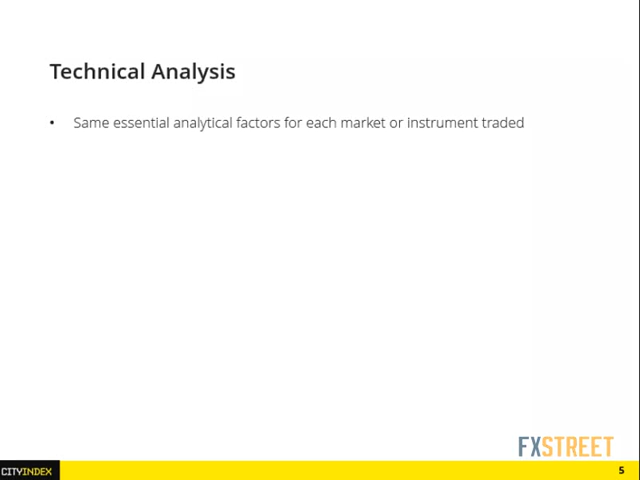 Technical Analysis
• Same essential analytical factors for each market or instrument traded
FXSTREET
CITYINDEX
5